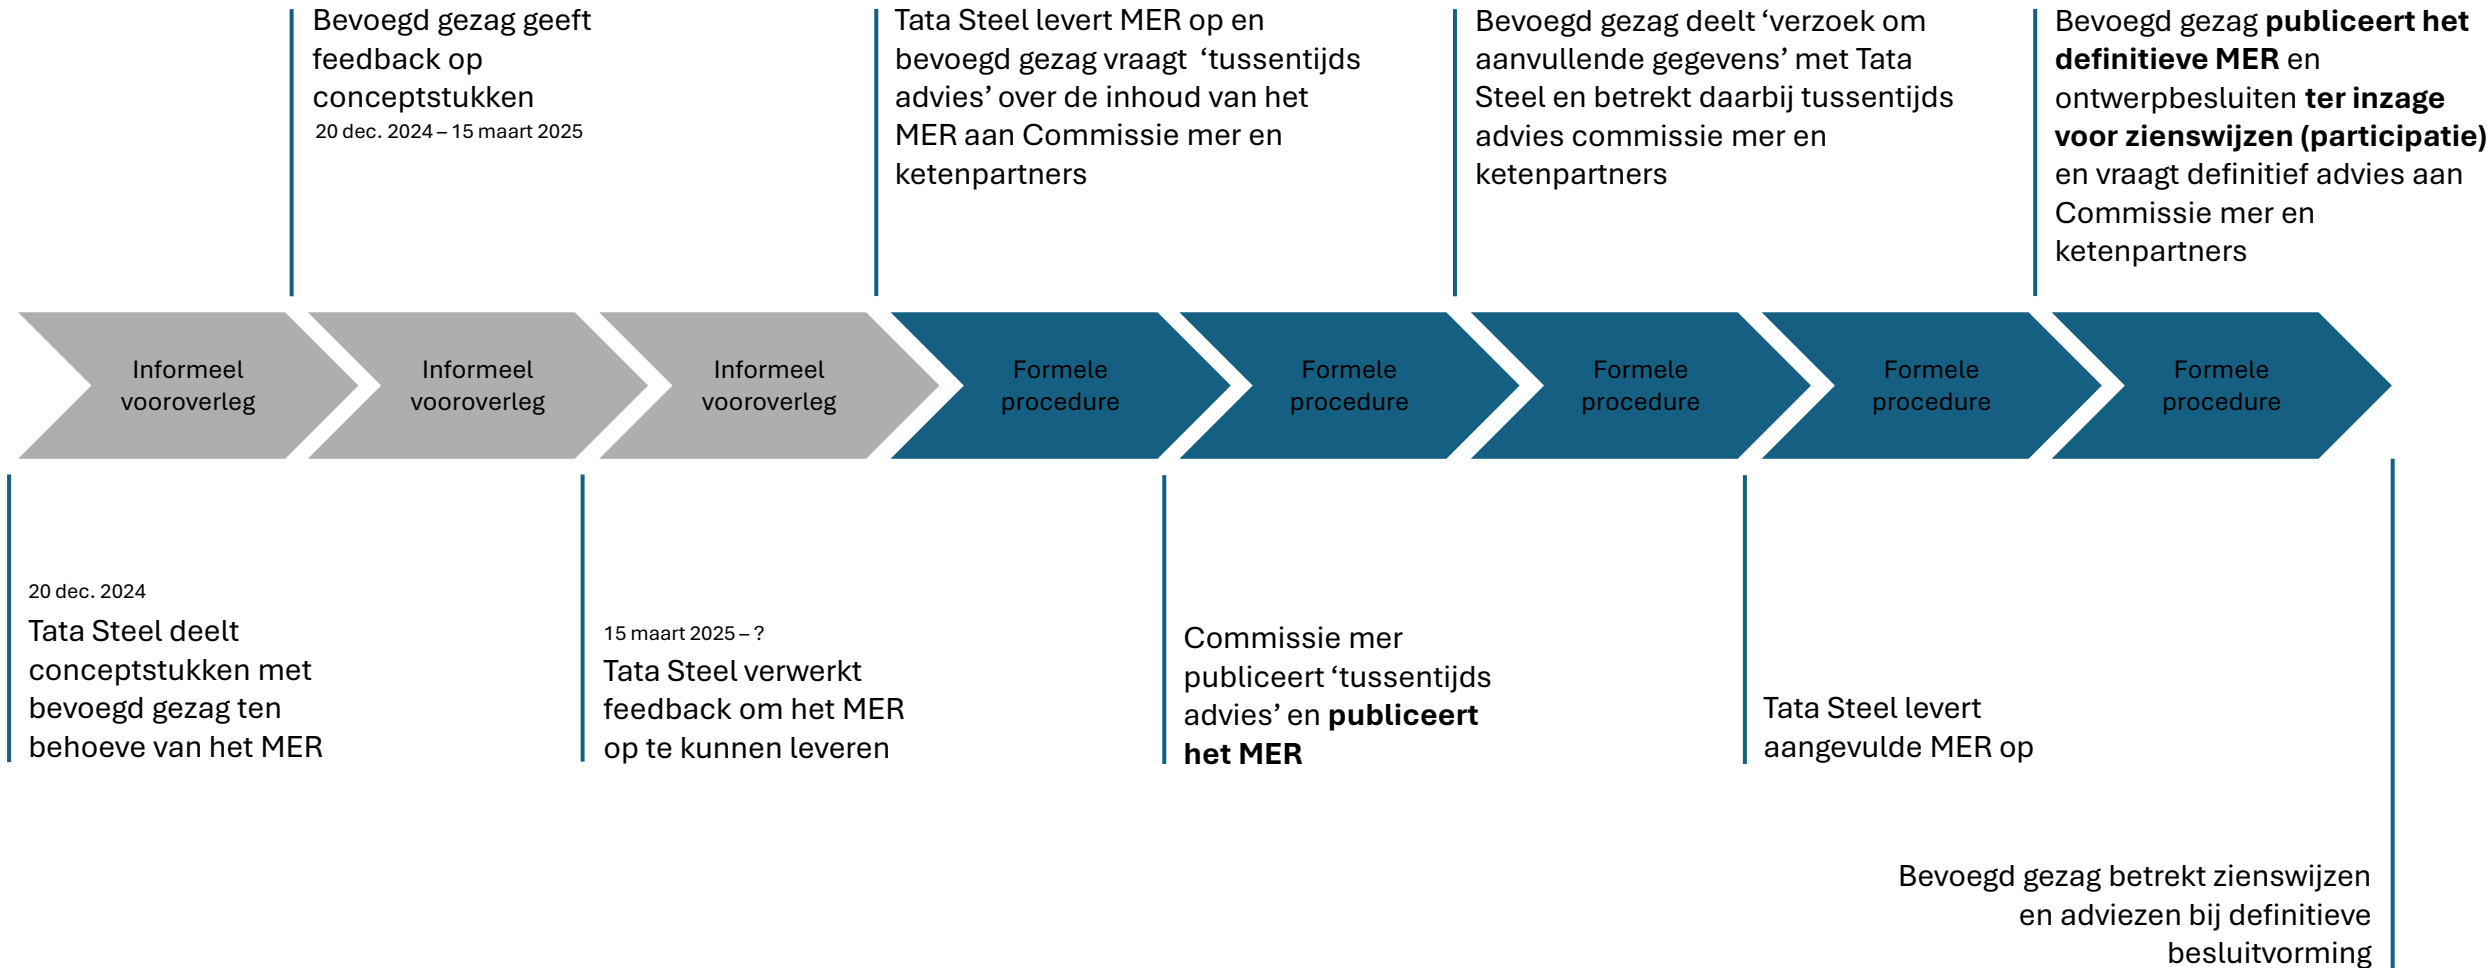 Bevoegd gezag geeft
feedback op
conceptstukken
20 dec. 2024 – 15 maart 2025
Tata Steel levert MER op en
bevoegd gezag vraagt ‘tussentijds
advies’ over de inhoud van het
MER aan Commissie mer en
ketenpartners
Bevoegd gezag deelt ‘verzoek om
aanvullende gegevens’ met Tata
Steel en betrekt daarbij tussentijds
advies commissie mer en
ketenpartners
Bevoegd gezag publiceert het
definitieve MER en
ontwerpbesluiten ter inzage
voor zienswijzen (participatie)
en vraagt definitief advies aan
Commissie mer en
ketenpartners
Informeel
vooroverleg
Informeel
vooroverleg
Informeel
vooroverleg
Formele
procedure
Formele
procedure
Formele
procedure
Formele
procedure
Formele
procedure
20 dec. 2024
Tata Steel deelt
conceptstukken met
bevoegd gezag ten
behoeve van het MER
15 maart 2025 – ?
Tata Steel verwerkt
feedback om het MER
op te kunnen leveren
Commissie mer
publiceert ‘tussentijds
advies’ en publiceert
het MER
Tata Steel levert
aangevulde MER op
Bevoegd gezag betrekt zienswijzen
en adviezen bij definitieve
besluitvorming